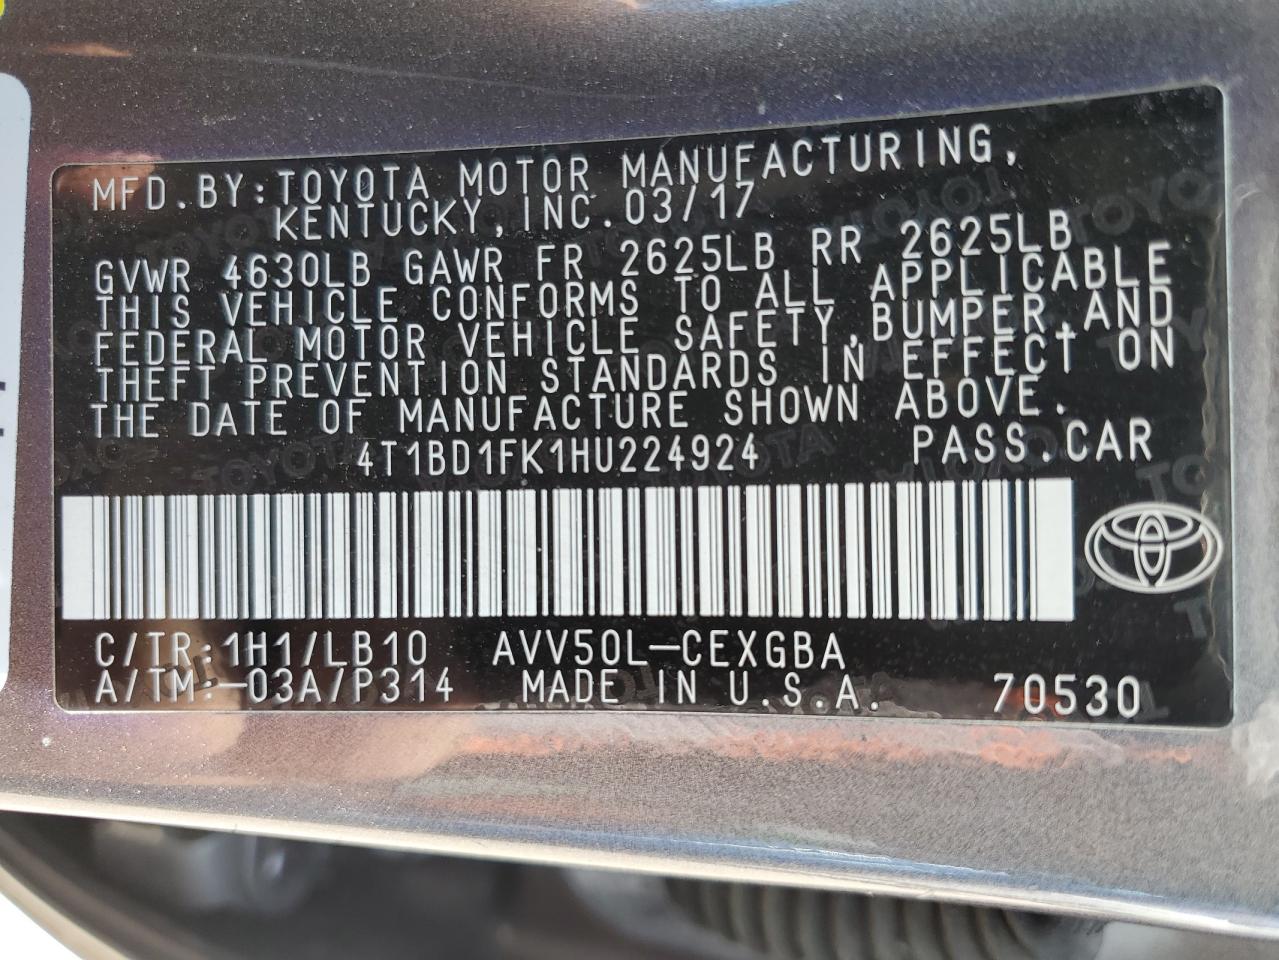 MFD.BY:TOYOTA MOTOR MANUFACTURING,
KENTUCKY,INC.03/17
GVWR 4630LB GAWR FR 2625LB RR 2625LB
THIS VEHICLE CONFORMS TO ALL APPLICABLE
FEDERAL MOTOR VEHICLE SAFETY,BUMPER,AND
THEFT PREVENTION STANDARDS IN EFFECT ON
THE DATE OF MANUFACTURE SHOWN ABOVE.
4T1BD1FK1HU224924 PASS.CAR
C/TR:1H1/LB10 AVV50L-CEXGBA
A/TM:-03A/P314 MADE IN U.S.A. 70530